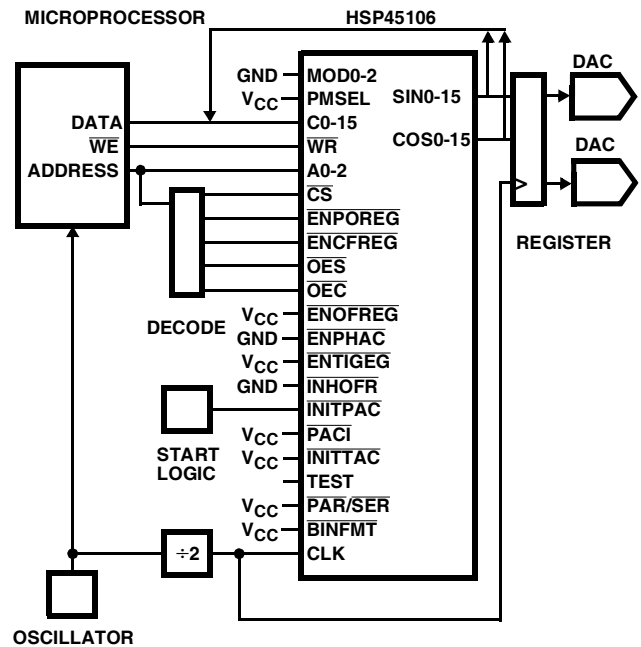 MICROPROCESSOR
HSP45106
DAC
GND
MOD0-2
VCC
PMSEL
SIN0-15
DATA
C0-15
COS0-15
DAC
WE
WR
ADDRESS
A0-2
CS
ENPOREG
ENCFREG
REGISTER
OES
OEC
DECODE
VCC
ENOFREG
GND
ENPHAC
VCC
ENTIGEG
GND
INHOFR
INITPAC
START
LOGIC
VCC
PACI
VCC
INITTAC
TEST
VCC
PAR/SER
VCC
BINFMT
÷2
CLK
OSCILLATOR